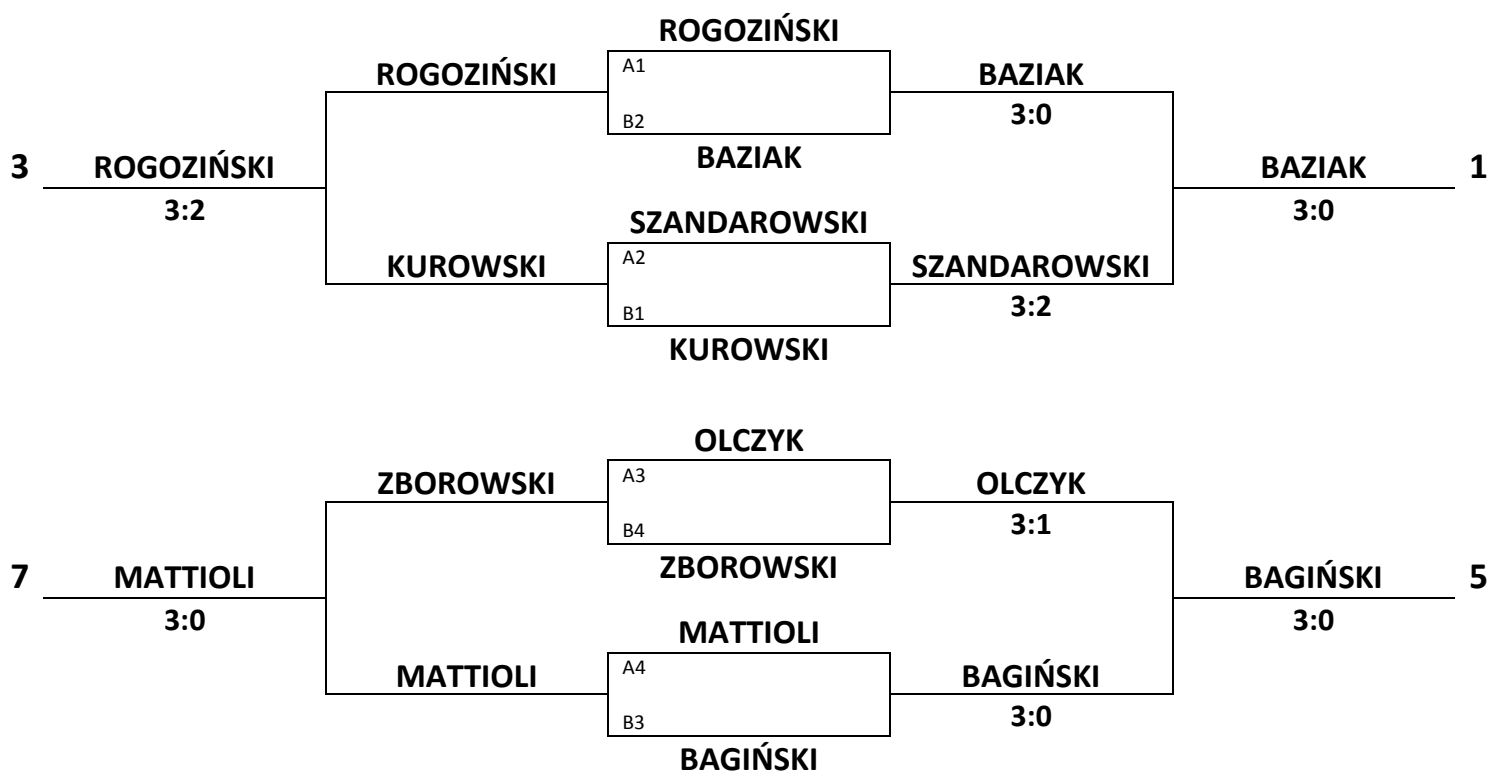 ROGOZIŃSKI
ROGOZIŃSKI A1 BAZIAK
B2 3:0
3 ROGOZIŃSKI BAZIAK BAZIAK 1
3:2 3:0
SZANDAROWSKI
KUROWSKI A2 SZANDAROWSKI
B1 3:2
KUROWSKI
OLCZYK
ZBOROWSKI A3 OLCZYK
B4 3:1
7 MATTIOLI ZBOROWSKI BAGIŃSKI 5
3:0 3:0
MATTIOLI
MATTIOLI A4 BAGIŃSKI
B3 3:0
BAGIŃSKI